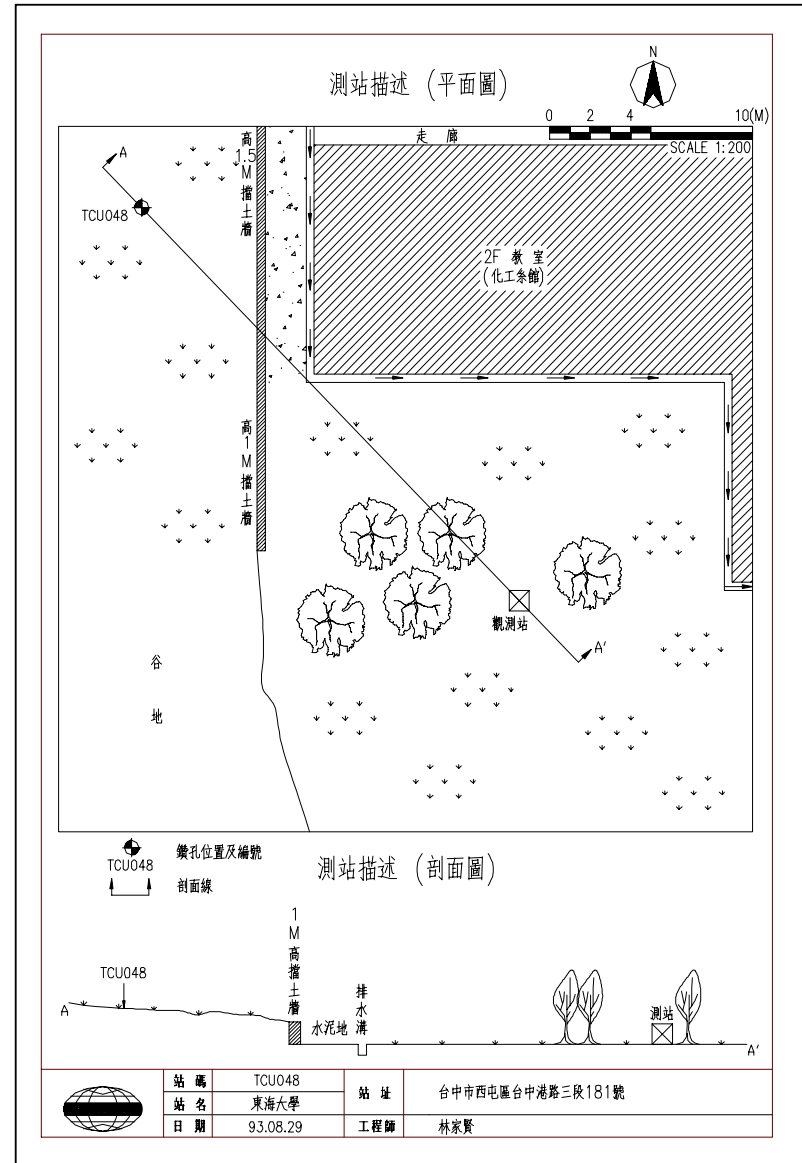 測站描述 (平面圖)
N
0 2 4 10(M)
SCALE 1:200
走廊
高1.5M擋土牆
A
TCU048
2F 教室
(化工系館)
高1M擋土牆
觀測站
A'
谷地
TCU048
鑽孔位置及編號
剖面線
測站描述 (剖面圖)
1M高擋土牆
TCU048
A
水泥地
排水溝
測站
A'
站碼 TCU048
站名 東海大學
日期 93.08.29
站址 台中市西屯區台中港路三段181號
工程師 林家賢